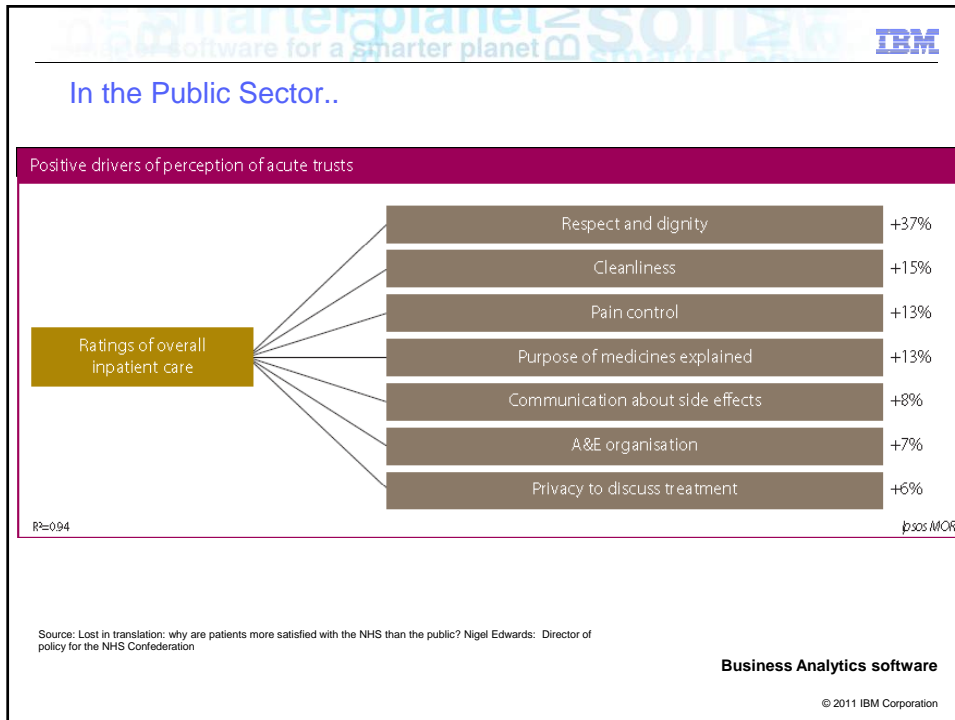 smarter planet
software for a smarter planet
IBM
In the Public Sector..
Positive drivers of perception of acute trusts
Ratings of overall
inpatient care
Respect and dignity +37%
Cleanliness +15%
Pain control +13%
Purpose of medicines explained +13%
Communication about side effects +8%
A&E organisation +7%
Privacy to discuss treatment +6%
R²=0.94
Ipsos MOR
Source: Lost in translation: why are patients more satisfied with the NHS than the public? Nigel Edwards: Director of
policy for the NHS Confederation
Business Analytics software
© 2011 IBM Corporation